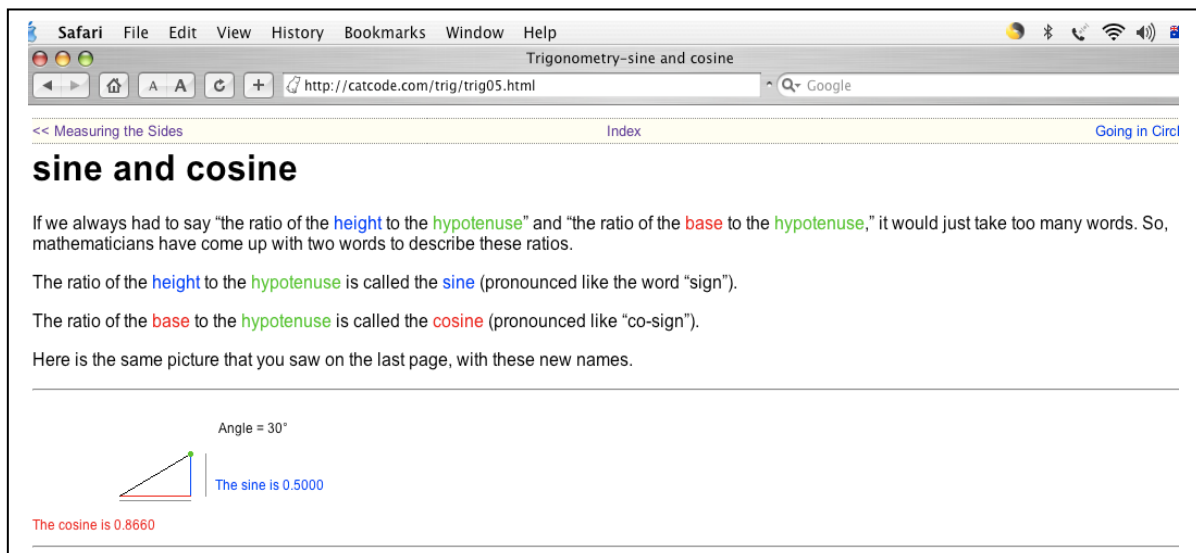 Safari File Edit View History Bookmarks Window Help
Trigonometry–sine and cosine
A A http://catcode.com/trig/trig05.html Google
<< Measuring the Sides Index Going in Circl
sine and cosine
If we always had to say “the ratio of the height to the hypotenuse” and “the ratio of the base to the hypotenuse,” it would just take too many words. So,
mathematicians have come up with two words to describe these ratios.
The ratio of the height to the hypotenuse is called the sine (pronounced like the word “sign”).
The ratio of the base to the hypotenuse is called the cosine (pronounced like “co-sign”).
Here is the same picture that you saw on the last page, with these new names.
Angle = 30°
The sine is 0.5000
The cosine is 0.8660